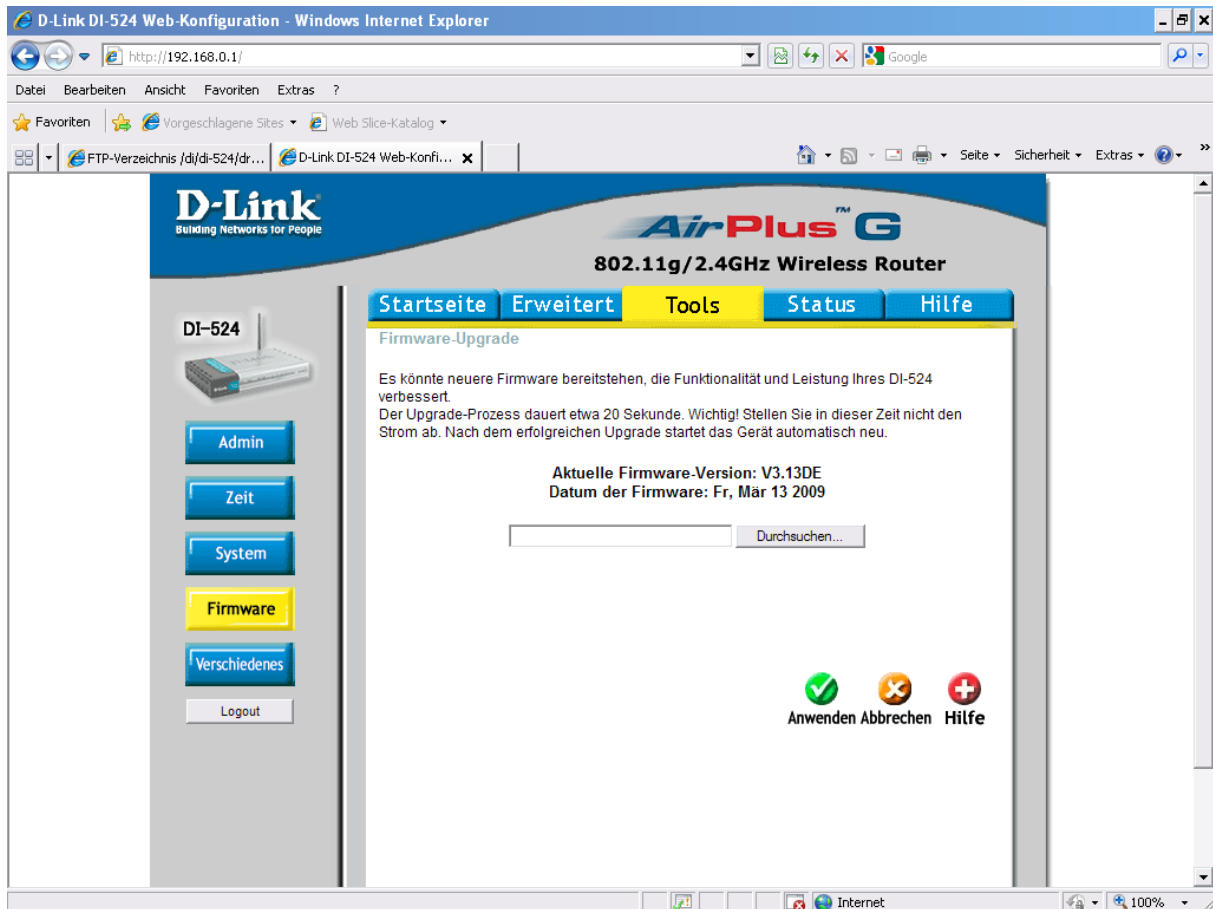 D-Link DI-524 Web-Konfiguration - Windows Internet Explorer
http://192.168.0.1/
Google
Datei Bearbeiten Ansicht Favoriten Extras ?
Favoriten Vorgeschlagene Sites Web Slice-Katalog
FTP-Verzeichnis /di/di-524/dr... D-Link DI-524 Web-Konfi... Seite Sicherheit Extras
D-Link
Building Networks for People
AirPlus G
TM
802.11g/2.4GHz Wireless Router
Startseite Erweitert Tools Status Hilfe
DI-524
Admin
Zeit
System
Firmware
Verschiedenes
Logout
Firmware-Upgrade
Es könnte neuere Firmware bereitstehen, die Funktionalität und Leistung Ihres DI-524
verbessert.
Der Upgrade-Prozess dauert etwa 20 Sekunde. Wichtig! Stellen Sie in dieser Zeit nicht den
Strom ab. Nach dem erfolgreichen Upgrade startet das Gerät automatisch neu.
Aktuelle Firmware-Version: V3.13DE
Datum der Firmware: Fr, Mär 13 2009
Durchsuchen...
Anwenden Abbrechen Hilfe
Internet 100%